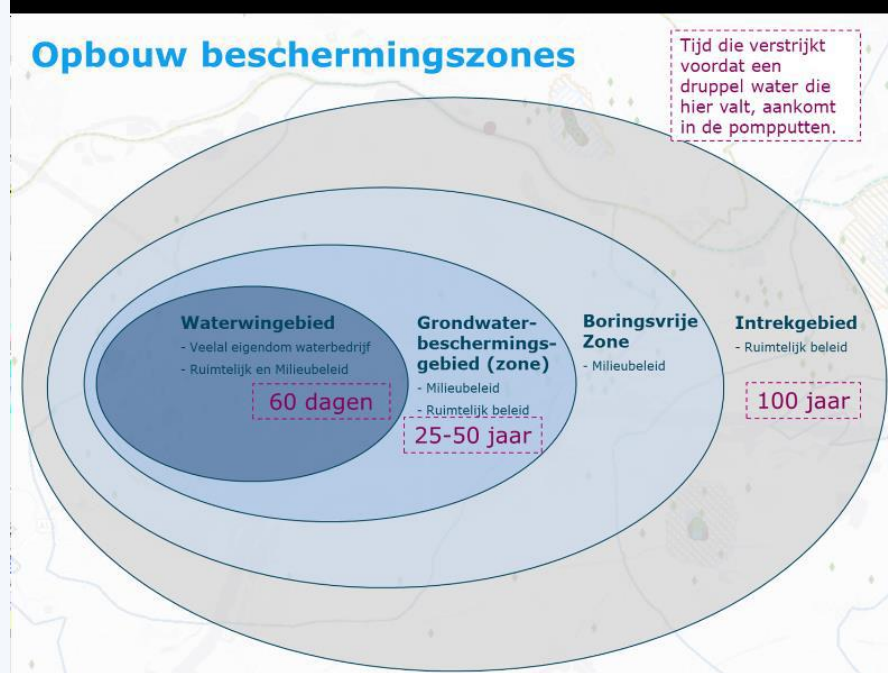 Opbouw beschermingszones
Tijd die verstrijkt
voordat een
druppel water die
hier valt, aankomt
in de pompputten.
Waterwingebied
- Veelal eigendom waterbedrijf
- Ruimtelijk en Milieubeleid
60 dagen
Grondwater-
beschermings-
gebied (zone)
- Milieubeleid
- Ruimtelijk beleid
25-50 jaar
Boringsvrije
Zone
- Milieubeleid
Intrekgebied
- Ruimtelijk beleid
100 jaar